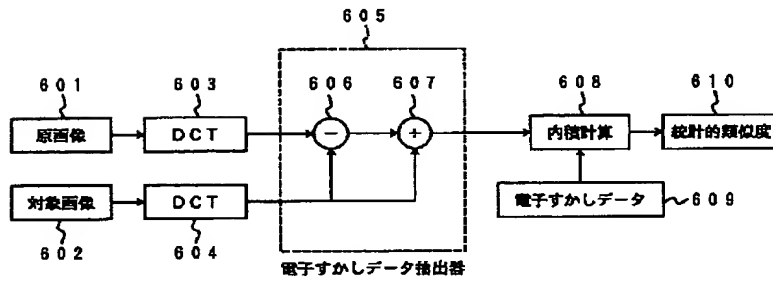 605
601
603
606
607
608
610
原画像
DCT
−
+
内積計算
統計的類似度
対象画像
DCT
電子すかしデータ
609
602
604
電子すかしデータ抽出器